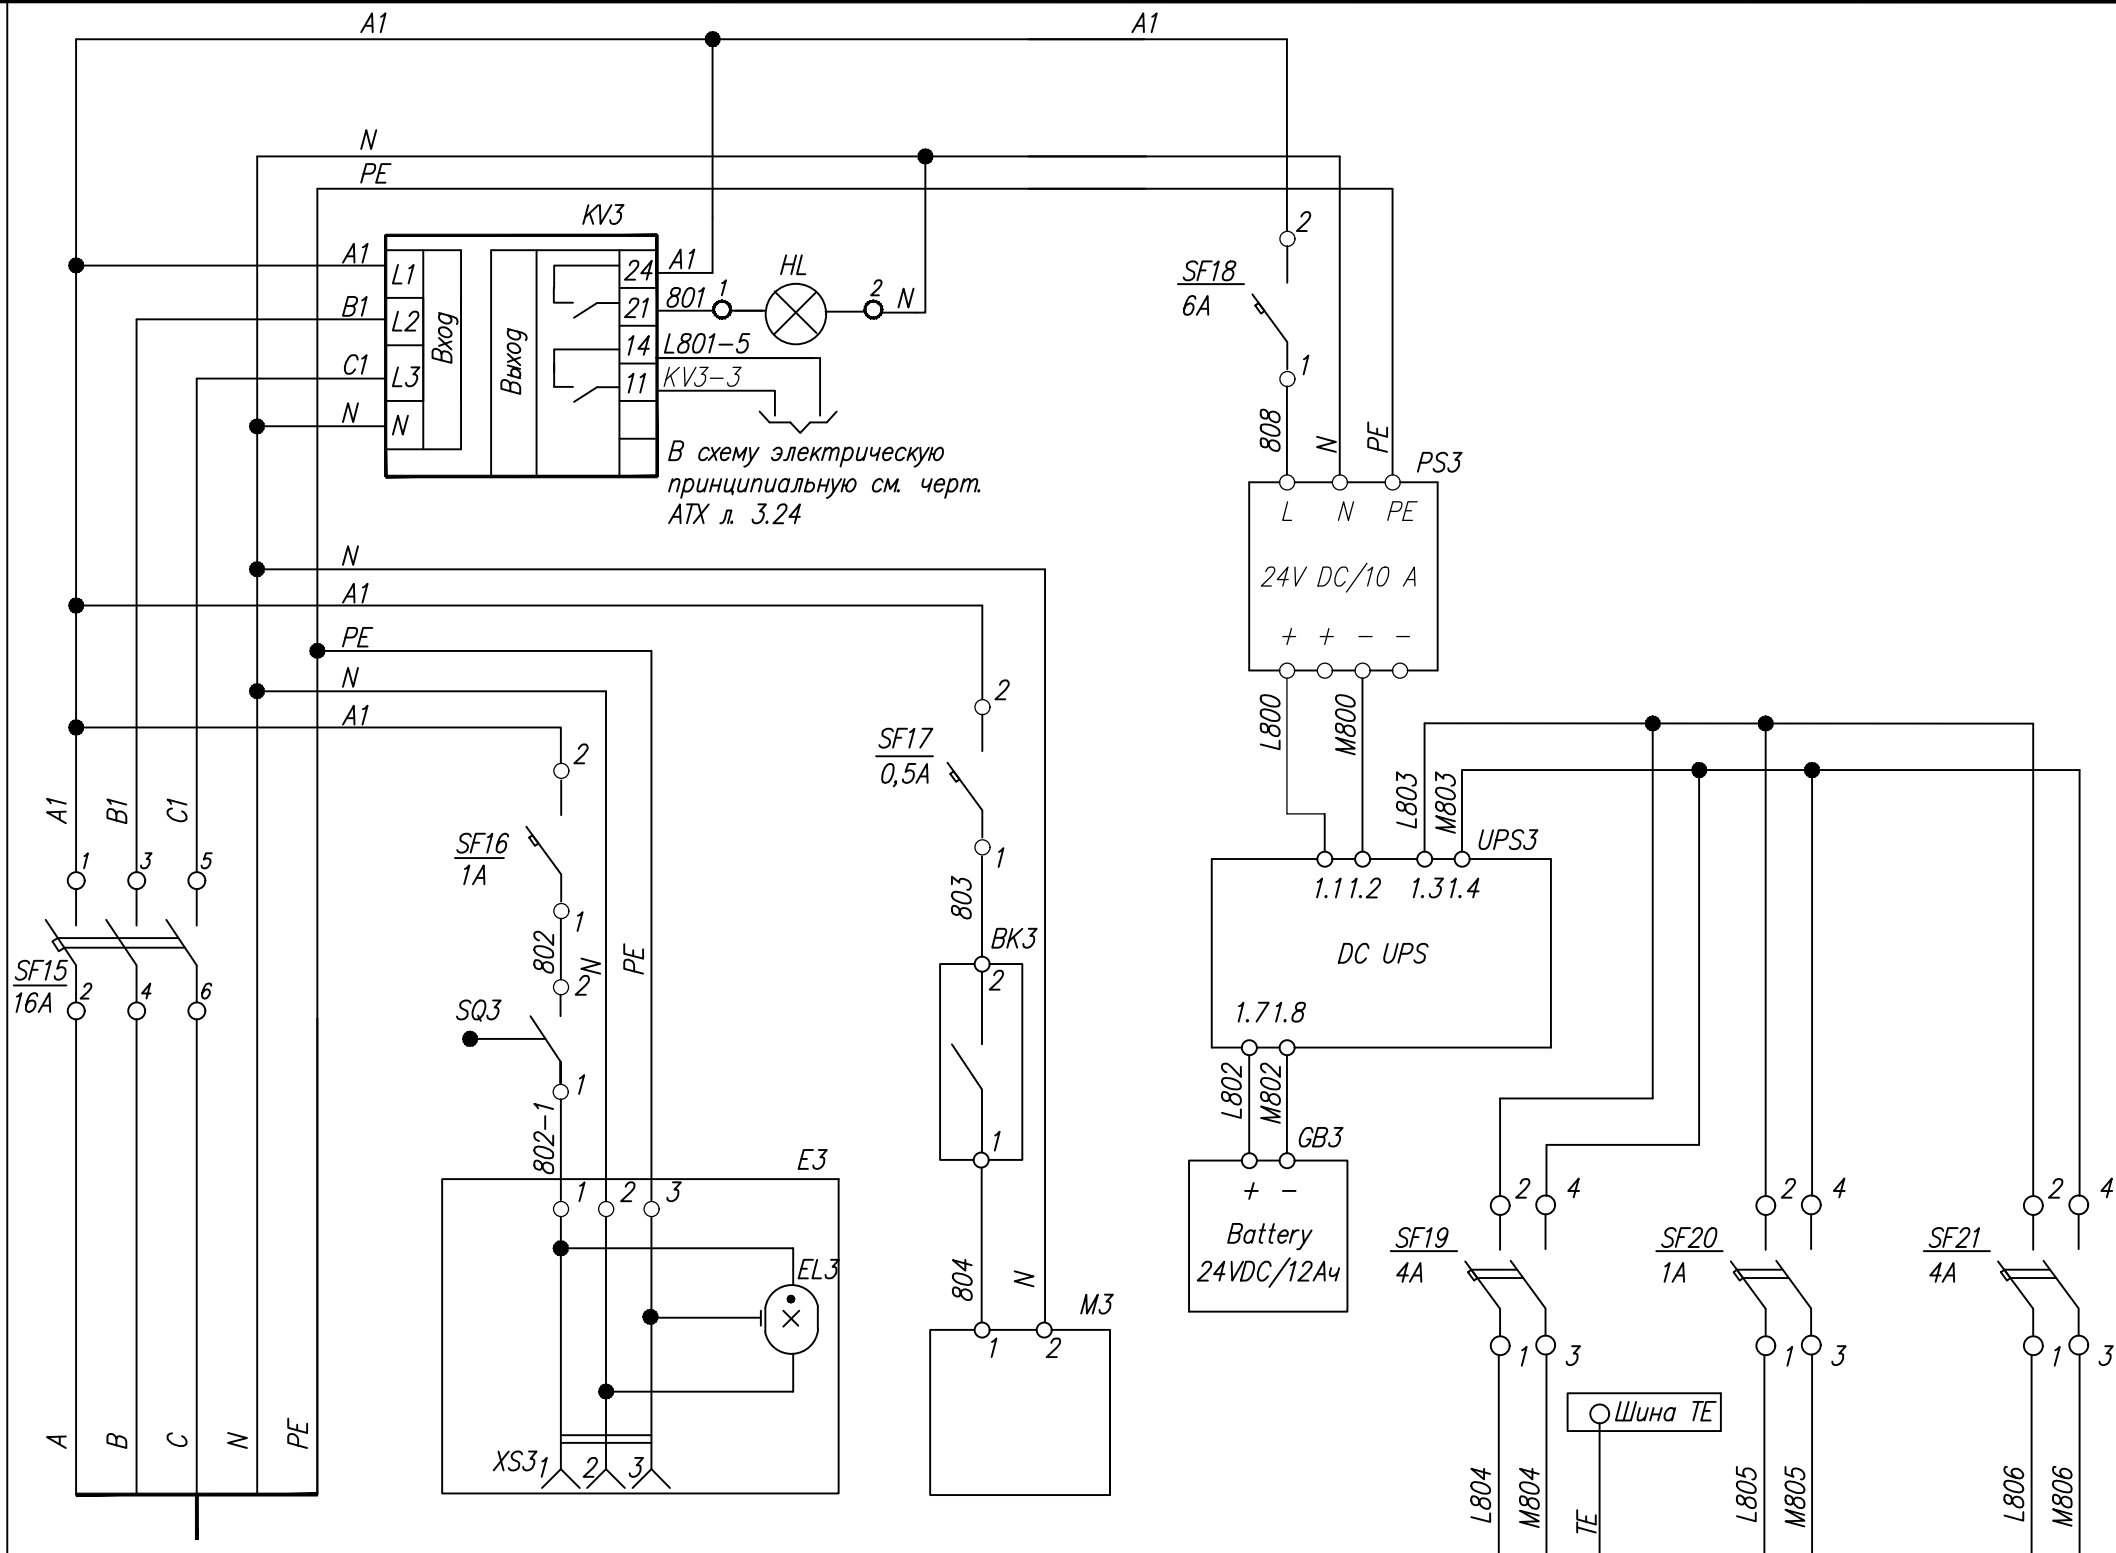 A1
A1
N
PE
KV3
A1
L1
B1
L2
C1
L3
N
N
Вход
Выход
24
A1
21
801
1
HL
2
N
14
L801-5
11
KV3-3
В схему электрическую
принципиальную см. черт.
АТХ л. 3.24
2
SF18
6A
1
808
N
PE
PS3
L N PE
24V DC/10 A
+ + - -
L800
M800
L803
M803
UPS3
1.1 1.2 1.3 1.4
DC UPS
1.7 1.8
L802
M802
GB3
+ -
Battery
24VDC/12Ач
N
A1
PE
N
A1
2
SF16
1A
1
802
N
PE
2
SQ3
1
802-1
E3
1 2 3
EL3
XS3 1 2 3
2
SF17
0,5A
1
803
BK3
2
1
804
N
M3
1 2
A1
B1
C1
1 3 5
SF15
16A
2 4 6
A
B
C
N
PE
2 4
SF19
4A
1 3
2 4
SF20
1A
1 3
2 4
SF21
4A
1 3
Шина ТЕ
L804
M804
TE
L805
M805
L806
M806